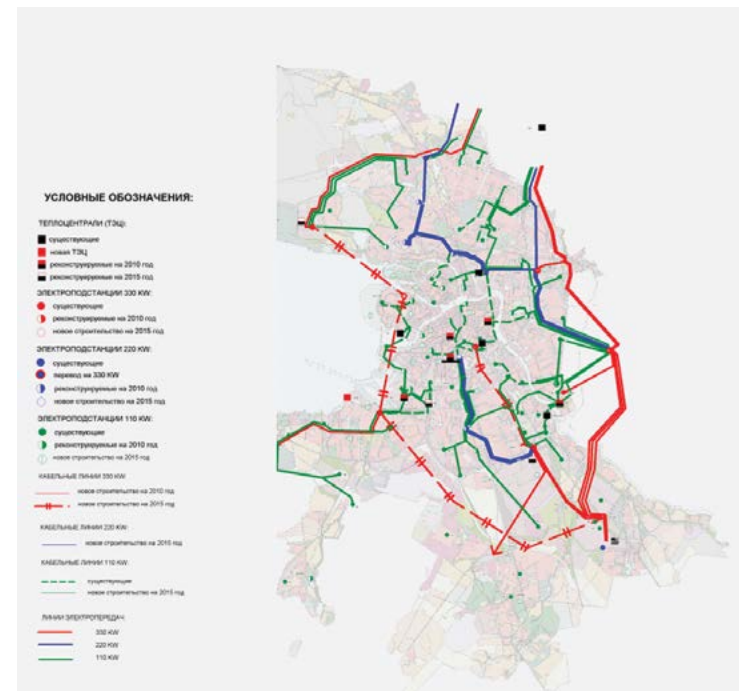 УСЛОВНЫЕ ОБОЗНАЧЕНИЯ:
ТЕПЛОЦЕНТРАЛИ (ТЭЦ):
существующие
новая ТЭЦ
реконструируемые на 2010 год
реконструируемые на 2015 год
ЭЛЕКТРОПОДСТАНЦИИ 330 KW:
существующие
реконструируемые на 2010 год
новое строительство на 2015 год
ЭЛЕКТРОПОДСТАНЦИИ 220 KW:
существующие
перевод на 330 KW
реконструируемые на 2010 год
новое строительство на 2015 год
ЭЛЕКТРОПОДСТАНЦИИ 110 KW:
существующие
реконструируемые на 2010 год
новое строительство на 2015 год
КАБЕЛЬНЫЕ ЛИНИИ 330 KW:
новое строительство на 2010 год
новое строительство на 2015 год
КАБЕЛЬНЫЕ ЛИНИИ 220 KW:
новое строительство на 2015 год
КАБЕЛЬНЫЕ ЛИНИИ 110 KW:
существующие
новое строительство на 2015 год
ЛИНИИ ЭЛЕКТРОПЕРЕДАЧ:
330 KW
220 KW
110 KW